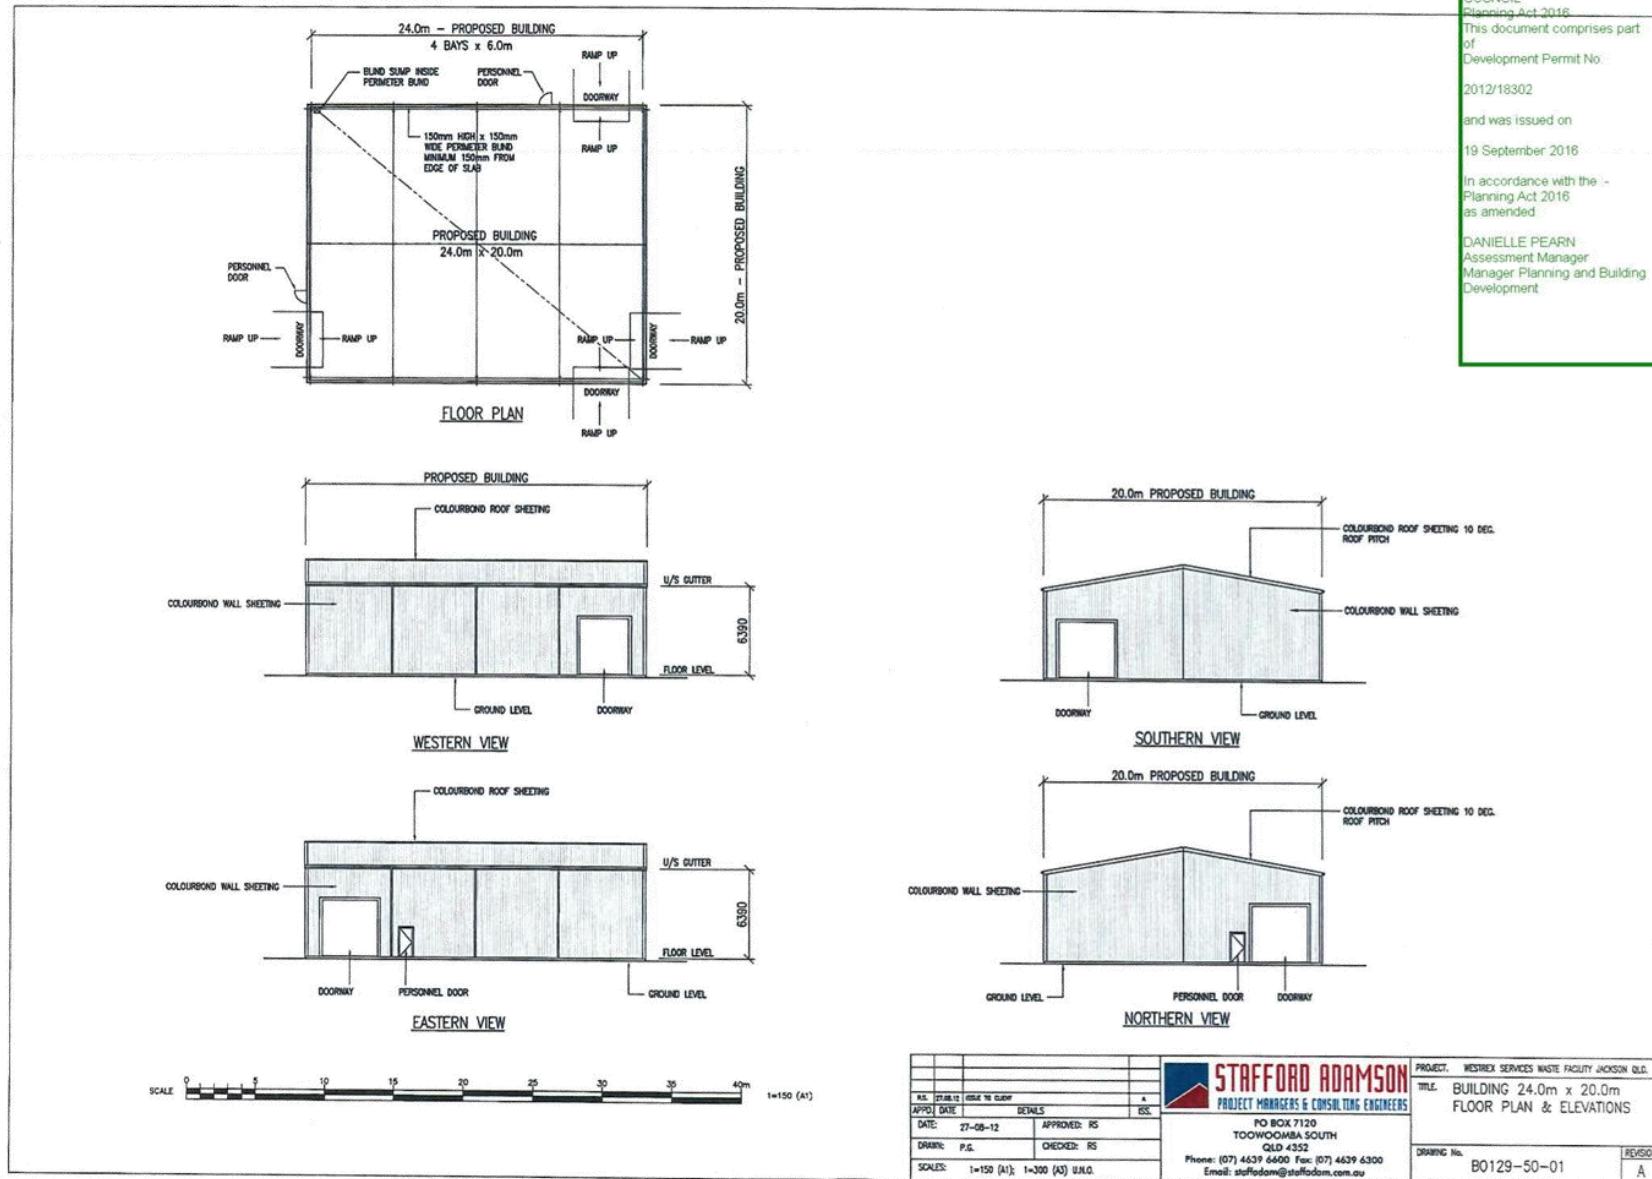 Planning Act 2016
This document comprises part
of
Development Permit No:
2012/18302
and was issued on
19 September 2016
In accordance with the :-
Planning Act 2016
as amended
DANIELLE PEARN
Assessment Manager
Manager Planning and Building
Development
24.0m - PROPOSED BUILDING
4 BAYS x 6.0m
RAMP UP
BUND SUMP INSIDE
PERIMETER BUND
PERSONNEL
DOOR
DOORWAY
150mm HIGH x 150mm
WIDE PERIMETER BUND
MINIMUM 150mm FROM
EDGE OF SLAB
RAMP UP
20.0m - PROPOSED BUILDING
PROPOSED BUILDING
24.0m x 20.0m
PERSONNEL
DOOR
RAMP UP
DOORWAY
RAMP UP
RAMP UP
DOORWAY
RAMP UP
DOORWAY
RAMP UP
FLOOR PLAN
PROPOSED BUILDING
COLOURBOND ROOF SHEETING
U/S GUTTER
COLOURBOND WALL SHEETING
6390
FLOOR LEVEL
GROUND LEVEL
DOORWAY
WESTERN VIEW
20.0m PROPOSED BUILDING
COLOURBOND ROOF SHEETING 10 DEG.
ROOF PITCH
COLOURBOND WALL SHEETING
DOORWAY
GROUND LEVEL
SOUTHERN VIEW
COLOURBOND ROOF SHEETING
U/S GUTTER
COLOURBOND WALL SHEETING
6390
FLOOR LEVEL
DOORWAY
PERSONNEL DOOR
GROUND LEVEL
EASTERN VIEW
20.0m PROPOSED BUILDING
COLOURBOND ROOF SHEETING 10 DEG.
ROOF PITCH
COLOURBOND WALL SHEETING
GROUND LEVEL
PERSONNEL DOOR
DOORWAY
NORTHERN VIEW
SCALE
0 1 5 10 15 20 25 30 35 40m
1=150 (A1)
R.S. 27.08.12 ISSUE TO CLIENT A
APPD. DATE DETAILS ISS.
DATE: 27-08-12 APPROVED: RS
DRAWN: P.G. CHECKED: RS
SCALES: 1=150 (A1); 1=300 (A3) U.N.O.
STAFFORD ADAMSON
PROJECT MANAGERS & CONSULTING ENGINEERS
PO BOX 7120
TOOWOOMBA SOUTH
QLD 4352
Phone: (07) 4639 6600 Fax: (07) 4639 6300
Email: staffadam@staffadam.com.au
PROJECT. WESTREX SERVICES WASTE FACILITY JACKSON QLD.
TITLE. BUILDING 24.0m x 20.0m
FLOOR PLAN & ELEVATIONS
DRAWING No.
B0129-50-01
REVISIO
A